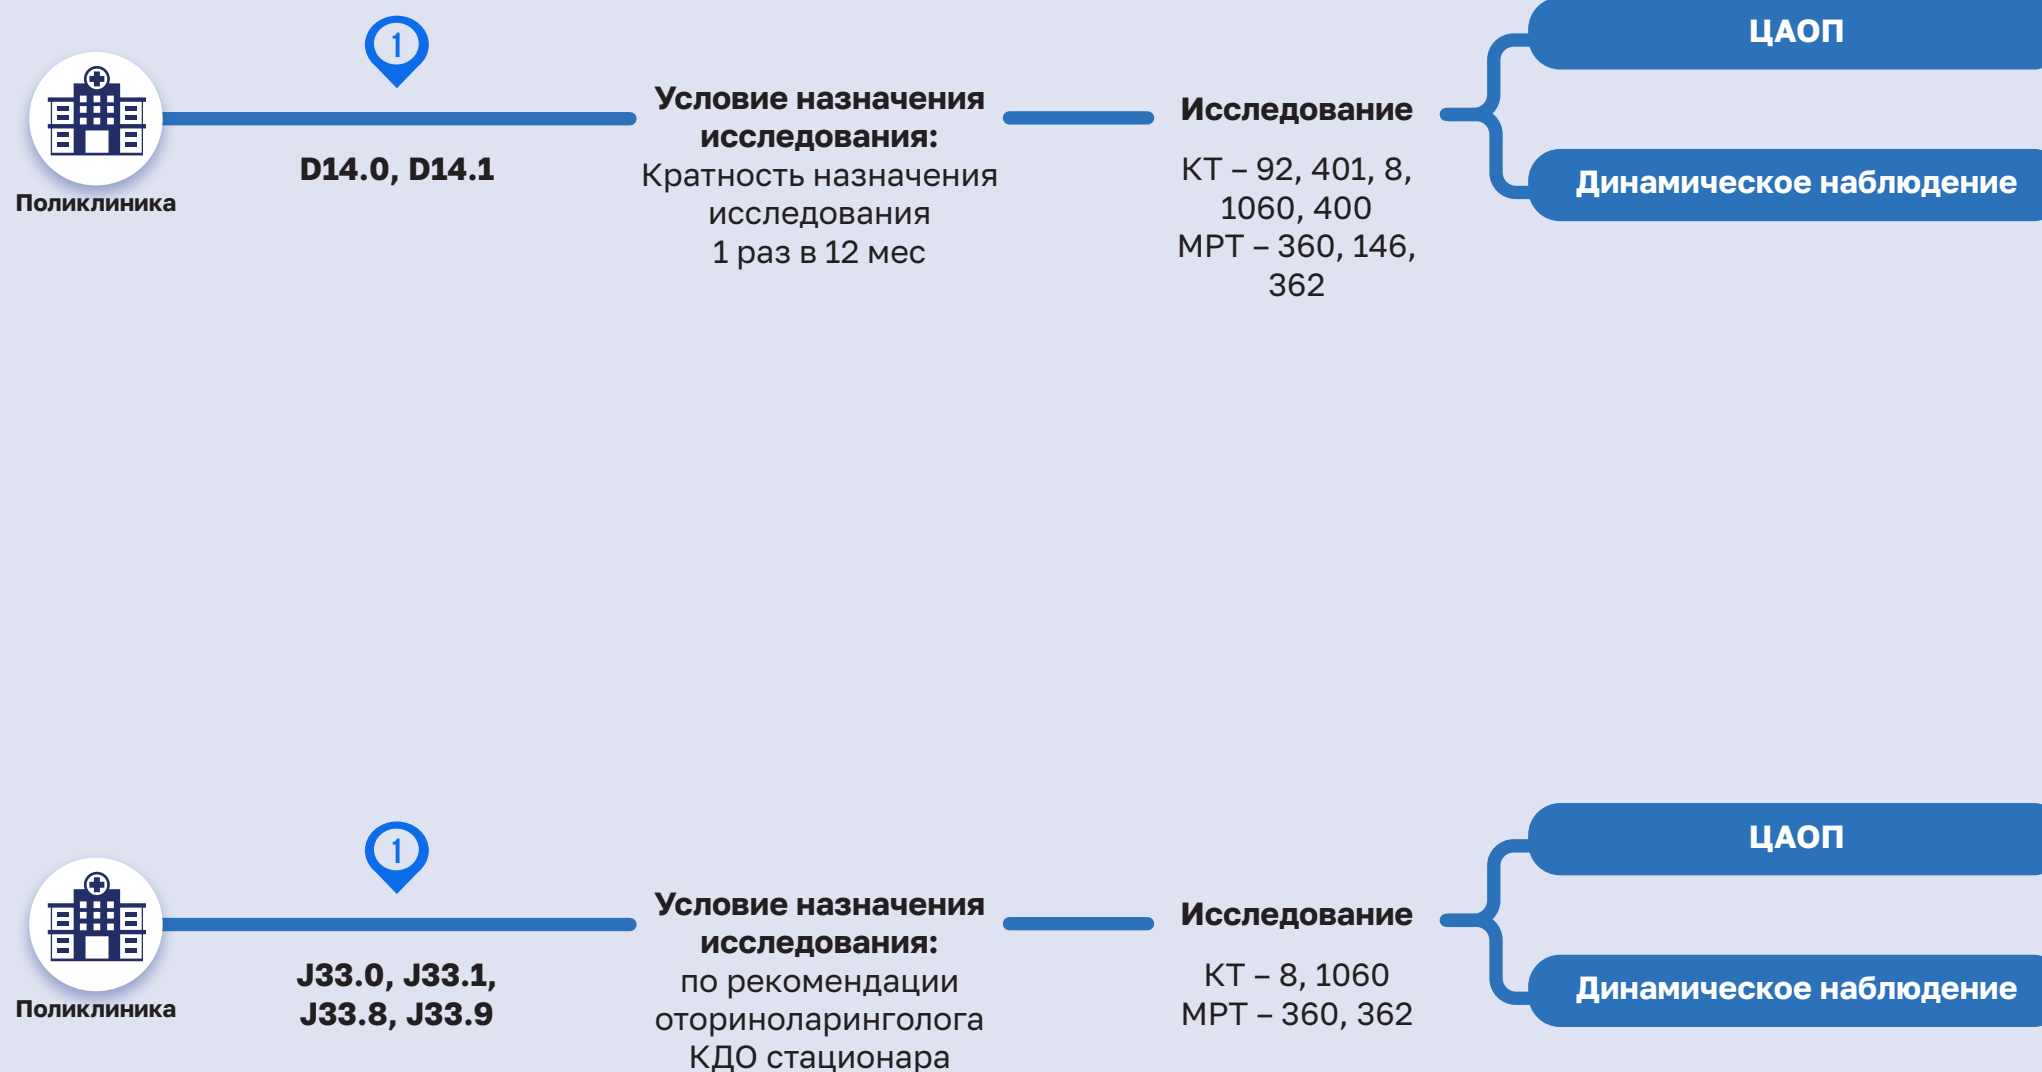 1
Поликлиника
D14.0, D14.1
Условие назначения
исследования:
Кратность назначения
исследования
1 раз в 12 мес
Исследование
КТ – 92, 401, 8,
1060, 400
МРТ – 360, 146,
362
ЦАОП
Динамическое наблюдение
1
Поликлиника
J33.0, J33.1,
J33.8, J33.9
Условие назначения
исследования:
по рекомендации
оториноларинголога
КДО стационара
Исследование
КТ – 8, 1060
МРТ – 360, 362
ЦАОП
Динамическое наблюдение